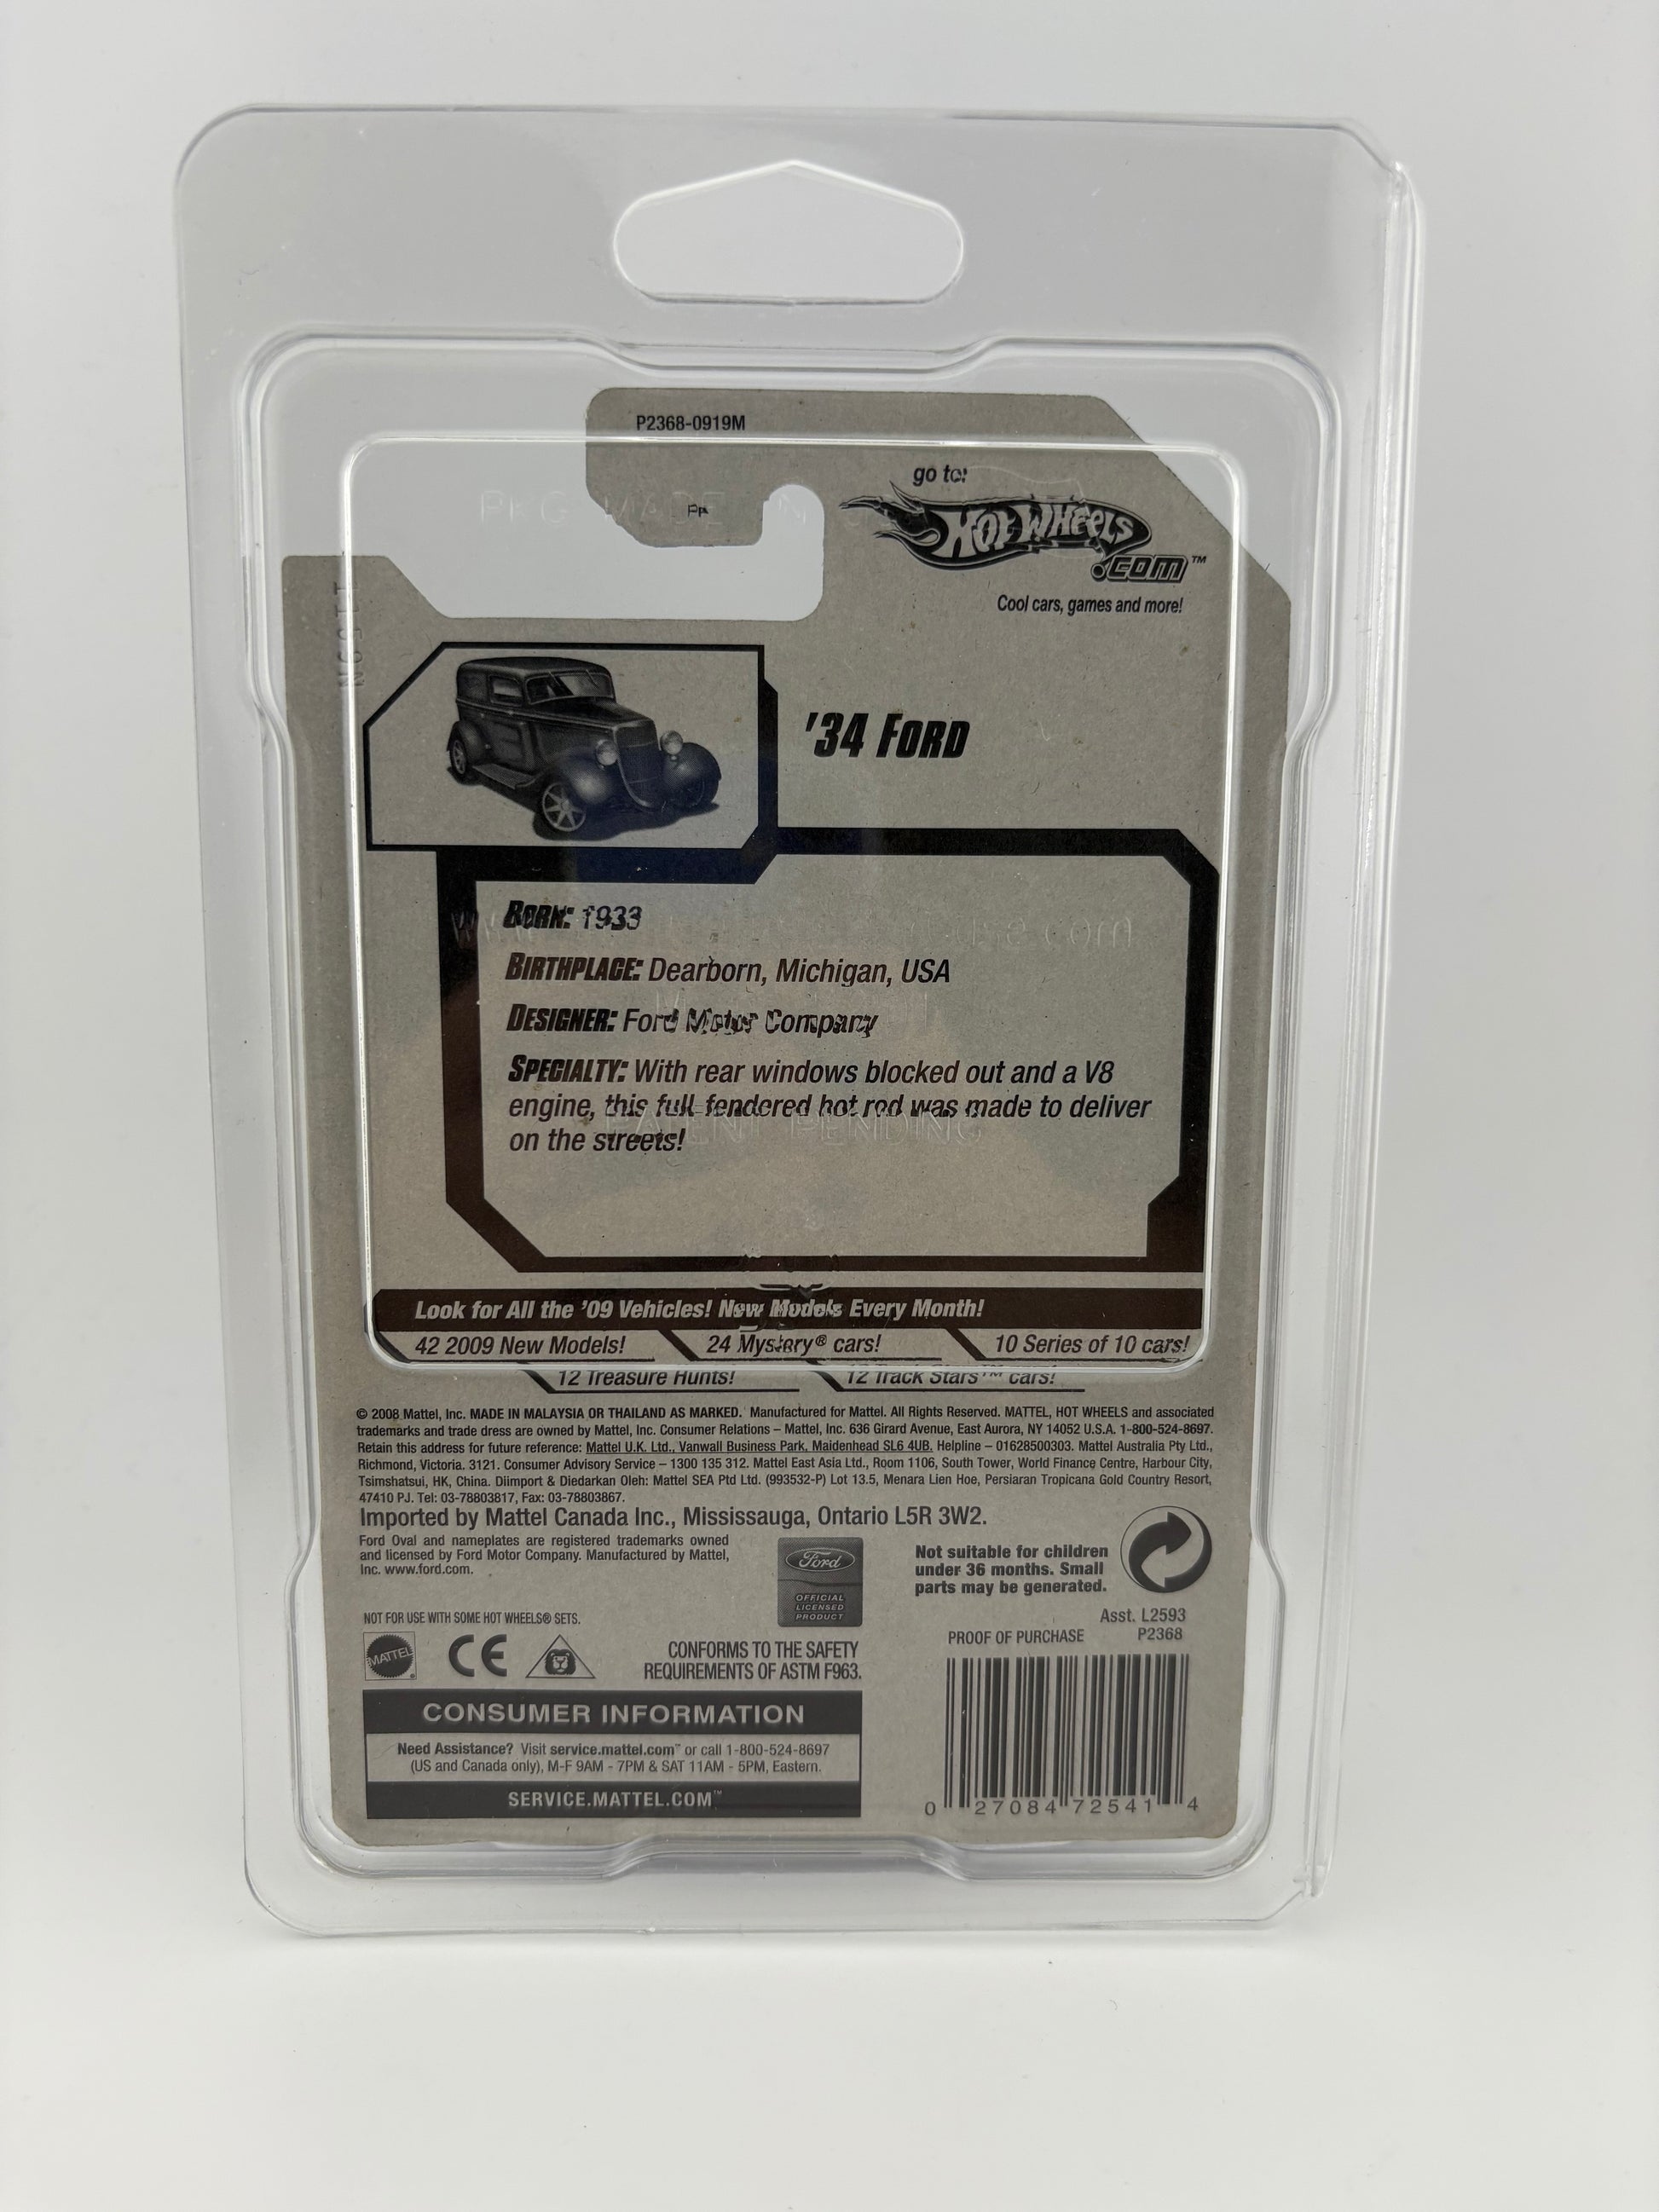 P2368-0919M
go to:
HOT WHEELS
.COM™
Cool cars, games and more!
PKG MADE IN
N6STI
'34 FORD
BORN: 1933
BIRTHPLACE: Dearborn, Michigan, USA
DESIGNER: Ford Motor Company
SPECIALTY: With rear windows blocked out and a V8
engine, this full-fendered hot rod was made to deliver
on the streets!
PATENT PENDING
Look for All the '09 Vehicles! New Models Every Month!
42 2009 New Models! 24 Mystery® cars! 10 Series of 10 cars!
12 Treasure Hunts! 12 Track Stars™ cars!
© 2008 Mattel, Inc. MADE IN MALAYSIA OR THAILAND AS MARKED. Manufactured for Mattel. All Rights Reserved. MATTEL, HOT WHEELS and associated
trademarks and trade dress are owned by Mattel, Inc. Consumer Relations – Mattel, Inc. 636 Girard Avenue, East Aurora, NY 14052 U.S.A. 1-800-524-8697.
Retain this address for future reference: Mattel U.K. Ltd., Vanwall Business Park, Maidenhead SL6 4UB. Helpline – 01628500303. Mattel Australia Pty Ltd.,
Richmond, Victoria. 3121. Consumer Advisory Service – 1300 135 312. Mattel East Asia Ltd., Room 1106, South Tower, World Finance Centre, Harbour City,
Tsimshatsui, HK, China. Diimport & Diedarkan Oleh: Mattel SEA Ptd Ltd. (993532-P) Lot 13.5, Menara Lien Hoe, Persiaran Tropicana Gold Country Resort,
47410 PJ. Tel: 03-78803817, Fax: 03-78803867.
Imported by Mattel Canada Inc., Mississauga, Ontario L5R 3W2.
Ford Oval and nameplates are registered trademarks owned
and licensed by Ford Motor Company. Manufactured by Mattel,
Inc. www.ford.com.
Ford
OFFICIAL
LICENSED
PRODUCT
Not suitable for children
under 36 months. Small
parts may be generated.
NOT FOR USE WITH SOME HOT WHEELS® SETS.
MATTEL
CE
CONFORMS TO THE SAFETY
REQUIREMENTS OF ASTM F963.
Asst. L2593
PROOF OF PURCHASE P2368
CONSUMER INFORMATION
Need Assistance? Visit service.mattel.com™ or call 1-800-524-8697
(US and Canada only), M-F 9AM - 7PM & SAT 11AM - 5PM, Eastern.
SERVICE.MATTEL.COM™
0 27084 72541 4